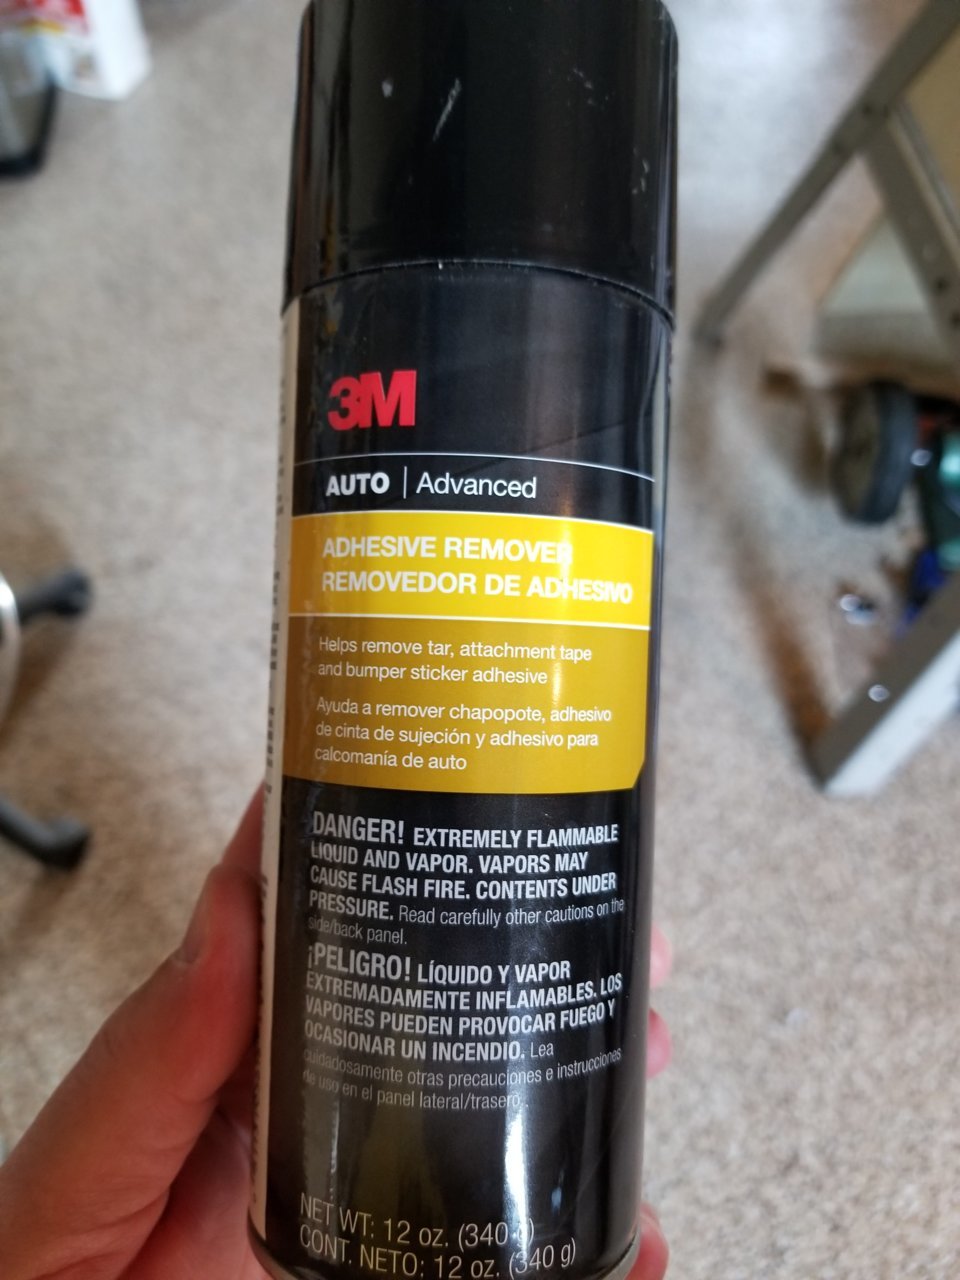 3M
AUTO | Advanced
ADHESIVE REMOVER
REMOVEDOR DE ADHESIVO
Helps remove tar, attachment tape
and bumper sticker adhesive
Ayuda a remover chapopote, adhesivo
de cinta de sujeción y adhesivo para
calcomanía de auto
DANGER! EXTREMELY FLAMMABLE
LIQUID AND VAPOR. VAPORS MAY
CAUSE FLASH FIRE. CONTENTS UNDER
PRESSURE. Read carefully other cautions on the
side/back panel.
¡PELIGRO! LÍQUIDO Y VAPOR
EXTREMADAMENTE INFLAMABLES. LOS
VAPORES PUEDEN PROVOCAR FUEGO Y
OCASIONAR UN INCENDIO. Lea
cuidadosamente otras precauciones e instrucciones
de uso en el panel lateral/trasero.
NET WT: 12 oz. (340 g)
CONT. NETO: 12 oz. (340 g)